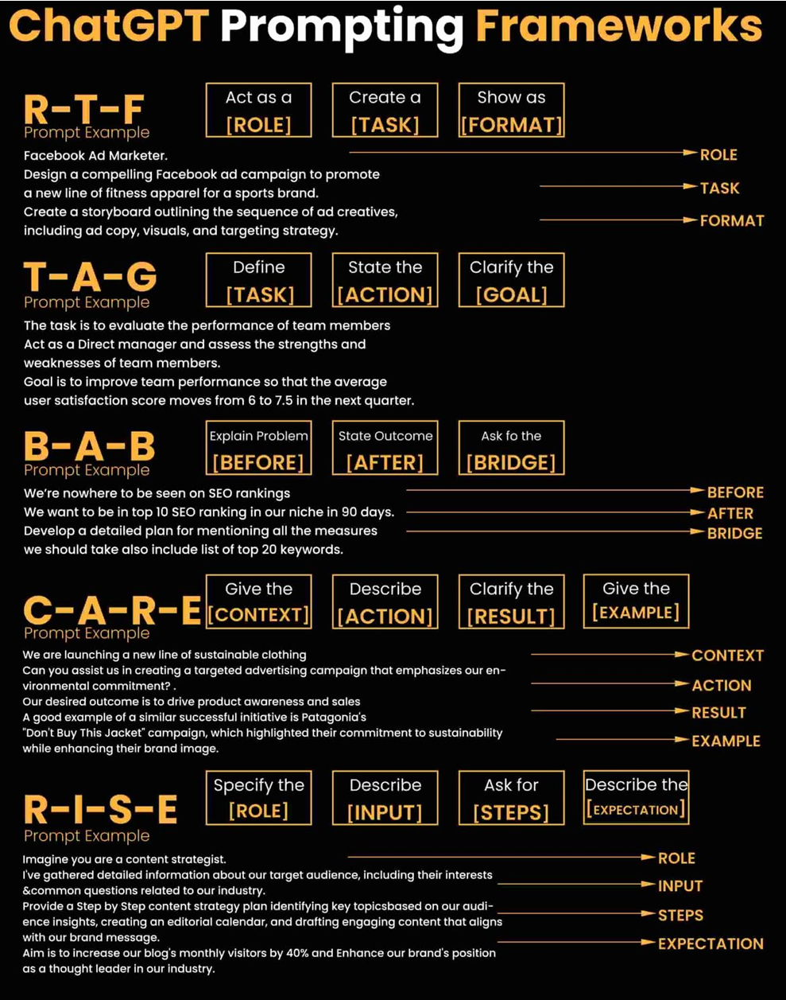 ChatGPT Prompting Frameworks
R-T-F
Prompt Example
Act as a
[ROLE]
Create a
[TASK]
Show as
[FORMAT]
Facebook Ad Marketer.
Design a compelling Facebook ad campaign to promote
a new line of fitness apparel for a sports brand.
Create a storyboard outlining the sequence of ad creatives,
including ad copy, visuals, and targeting strategy.
ROLE
TASK
FORMAT
T-A-G
Prompt Example
Define
[TASK]
State the
[ACTION]
Clarify the
[GOAL]
The task is to evaluate the performance of team members
Act as a Direct manager and assess the strengths and
weaknesses of team members.
Goal is to improve team performance so that the average
user satisfaction score moves from 6 to 7.5 in the next quarter.
B-A-B
Prompt Example
Explain Problem
[BEFORE]
State Outcome
[AFTER]
Ask fo the
[BRIDGE]
We're nowhere to be seen on SEO rankings
We want to be in top 10 SEO ranking in our niche in 90 days.
Develop a detailed plan for mentioning all the measures
we should take also include list of top 20 keywords.
BEFORE
AFTER
BRIDGE
C-A-R-E
Prompt Example
Give the
[CONTEXT]
Describe
[ACTION]
Clarify the
[RESULT]
Give the
[EXAMPLE]
We are launching a new line of sustainable clothing
Can you assist us in creating a targeted advertising campaign that emphasizes our en-
vironmental commitment? .
Our desired outcome is to drive product awareness and sales
A good example of a similar successful initiative is Patagonia's
"Don't Buy This Jacket" campaign, which highlighted their commitment to sustainability
while enhancing their brand image.
CONTEXT
ACTION
RESULT
EXAMPLE
R-I-S-E
Prompt Example
Specify the
[ROLE]
Describe
[INPUT]
Ask for
[STEPS]
Describe the
[EXPECTATION]
Imagine you are a content strategist.
I've gathered detailed information about our target audience, including their interests
&common questions related to our industry.
Provide a Step by Step content strategy plan identifying key topicsbased on our audi-
ence insights, creating an editorial calendar, and drafting engaging content that aligns
with our brand message.
Aim is to increase our blog's monthly visitors by 40% and Enhance our brand's position
as a thought leader in our industry.
ROLE
INPUT
STEPS
EXPECTATION